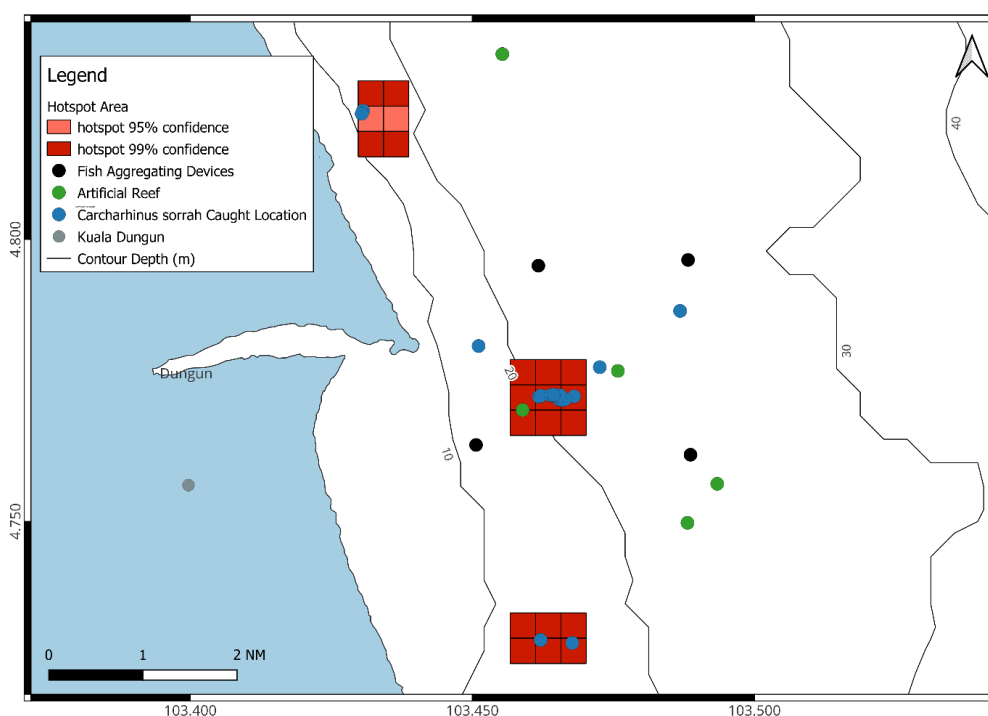 Legend
Hotspot Area
hotspot 95% confidence
hotspot 99% confidence
Fish Aggregating Devices
Artificial Reef
Carcharhinus sorrah Caught Location
Kuala Dungun
Contour Depth (m)
40
4.800
30
20
Dungun
10
4.750
0 1 2 NM
103.400 103.450 103.500